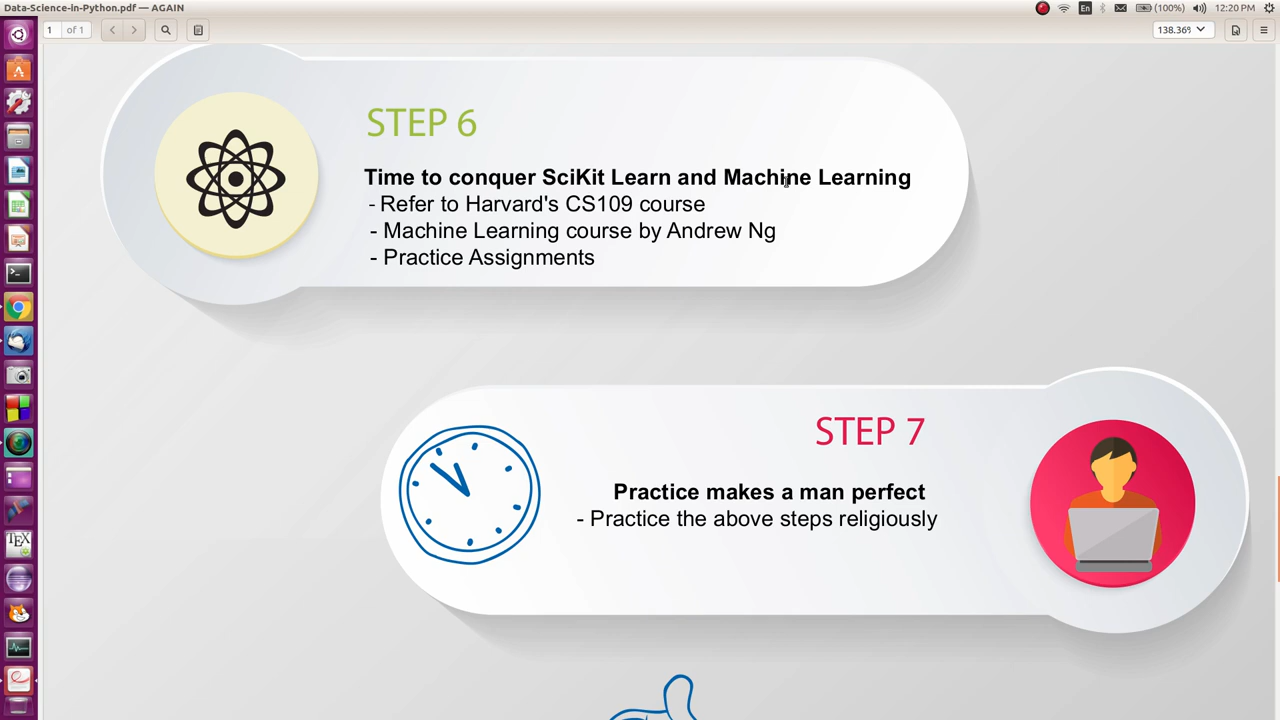 Data-Science-In-Python.pdf — AGAIN
En
(100%)
12:20 PM
1
of 1
138.36%
STEP 6
Time to conquer SciKit Learn and Machine Learning
- Refer to Harvard's CS109 course
- Machine Learning course by Andrew Ng
- Practice Assignments
STEP 7
Practice makes a man perfect
- Practice the above steps religiously
TEX